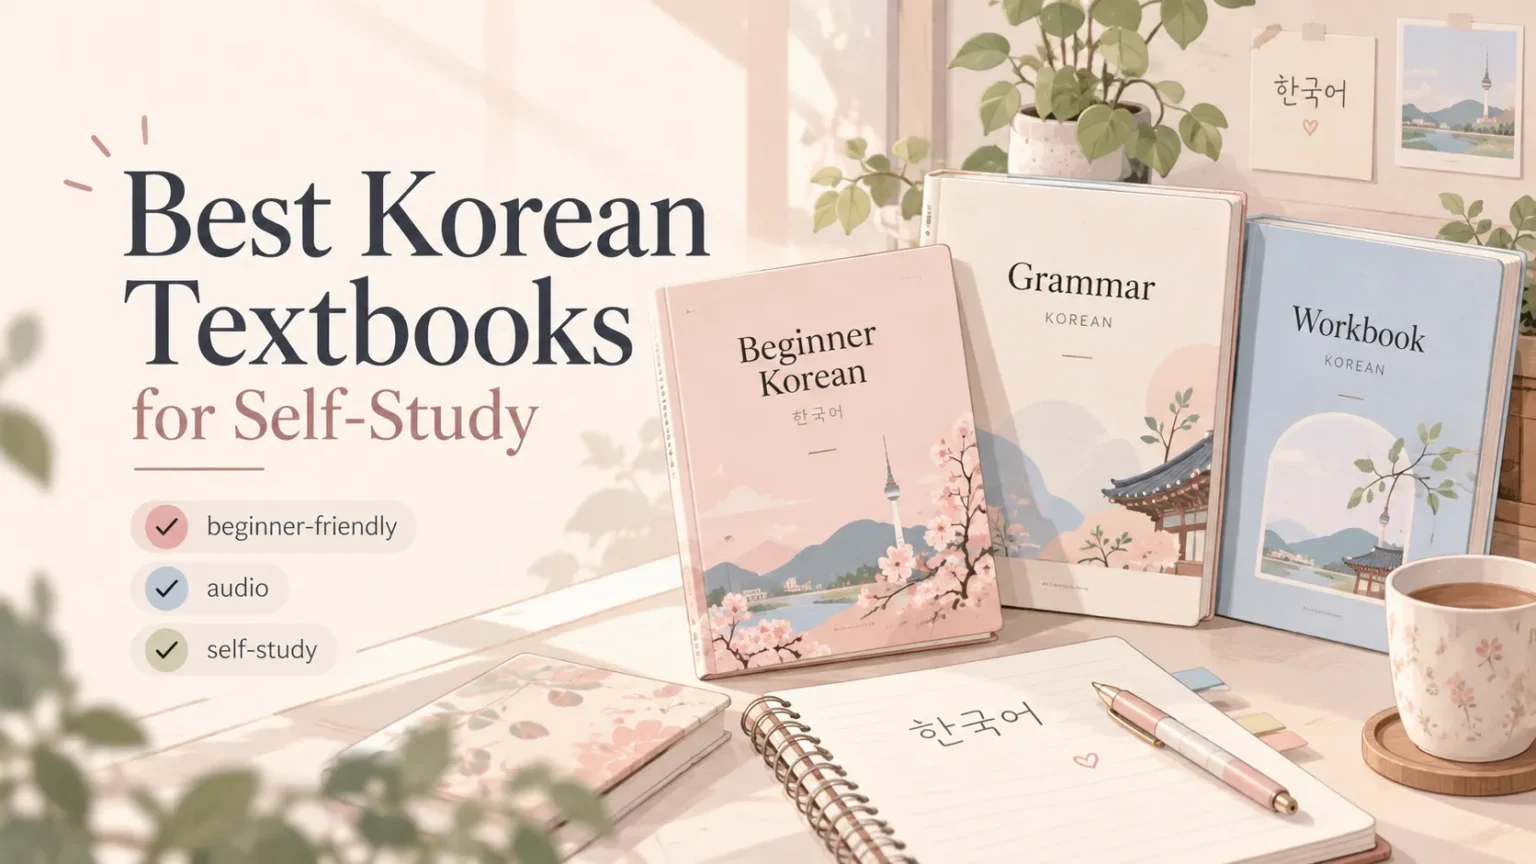 Best Korean
Textbooks
for Self-Study
beginner-friendly
audio
self-study
Beginner
Korean
한국어
Grammar
KOREAN
Workbook
KOREAN
한국어
한국어